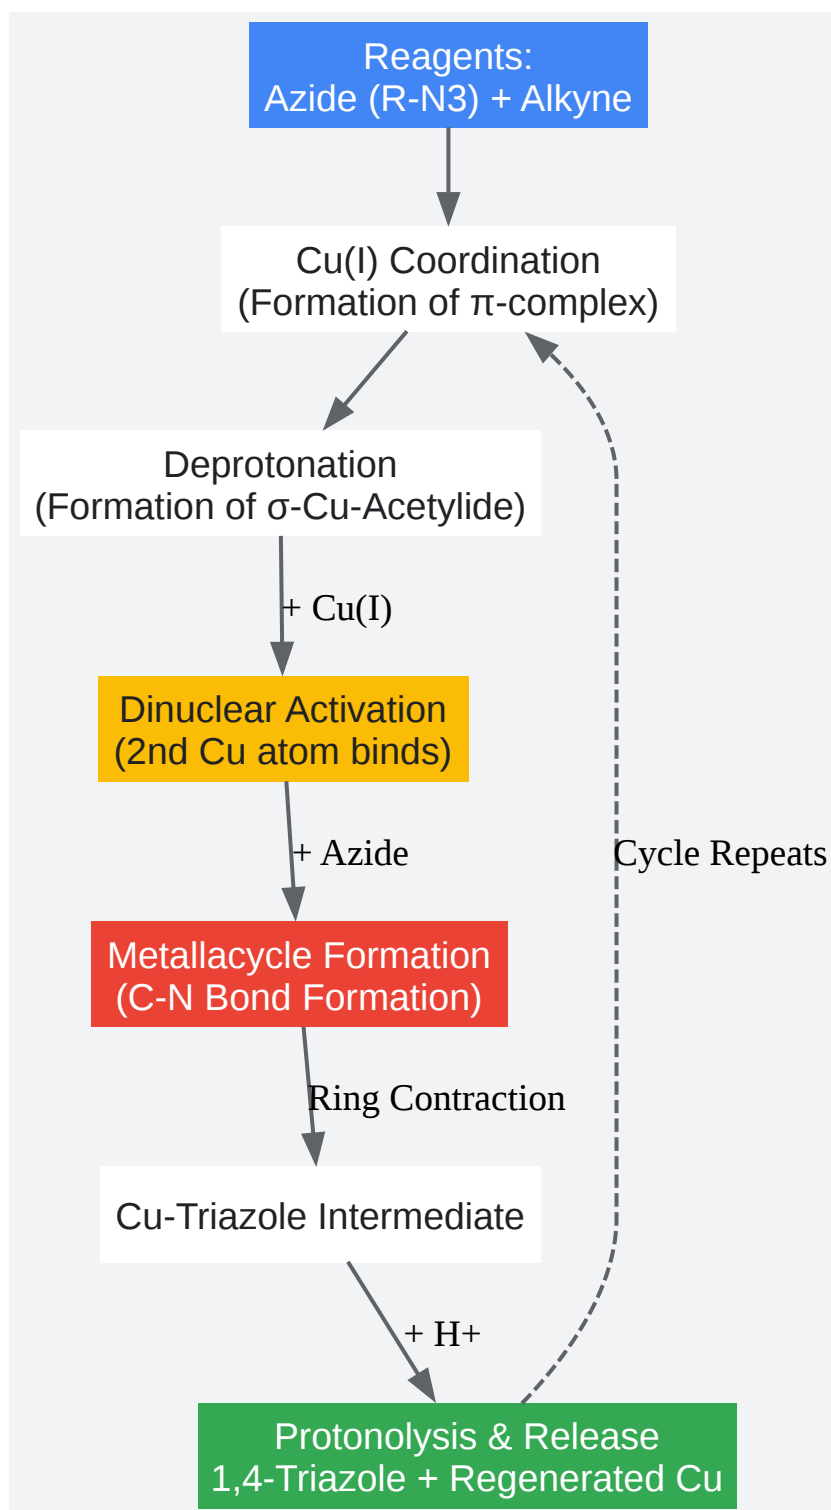 Reagents:
Azide (R-N3) + Alkyne
Cu(I) Coordination
(Formation of π-complex)
Deprotonation
(Formation of σ-Cu-Acetylide)
+ Cu(I)
Dinuclear Activation
(2nd Cu atom binds)
+ Azide
Cycle Repeats
Metallacycle Formation
(C-N Bond Formation)
Ring Contraction
Cu-Triazole Intermediate
+ H+
Protonolysis & Release
1,4-Triazole + Regenerated Cu